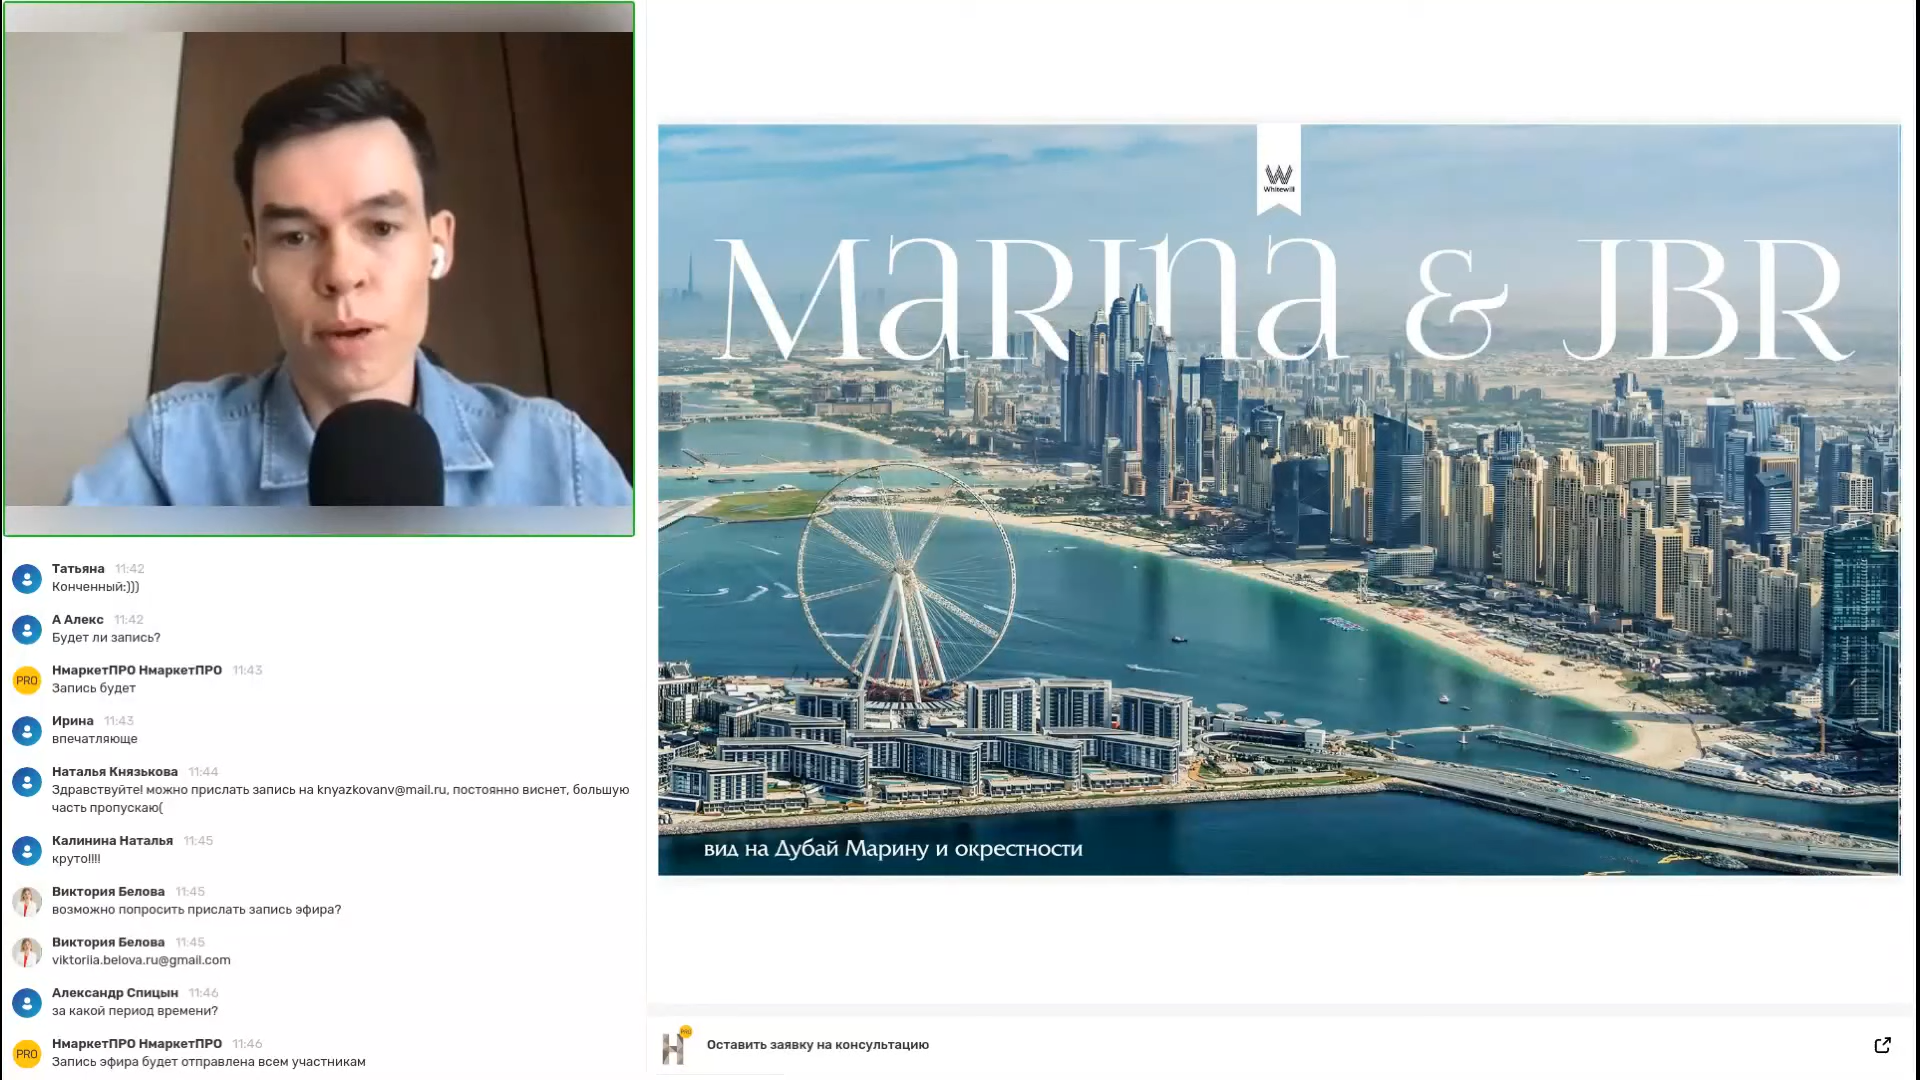 Татьяна 11:42
Конченный:)))
А Алекс 11:42
Будет ли запись?
PRO
НмаркетПРО НмаркетПРО 11:43
Запись будет
Ирина 11:43
впечатляюще
Наталья Князькова 11:44
Здравствуйте! можно прислать запись на knyazkovanv@mail.ru, постоянно виснет, большую
часть пропускаю(
Калинина Наталья 11:45
круто!!!!
Виктория Белова 11:45
возможно попросить прислать запись эфира?
Виктория Белова 11:45
viktoriia.belova.ru@gmail.com
Александр Спицын 11:46
за какой период времени?
PRO
НмаркетПРО НмаркетПРО 11:46
Запись эфира будет отправлена всем участникам
W
Whitewill
Marina & JBR
вид на Дубай Марину и окрестности
H PRO
Оставить заявку на консультацию